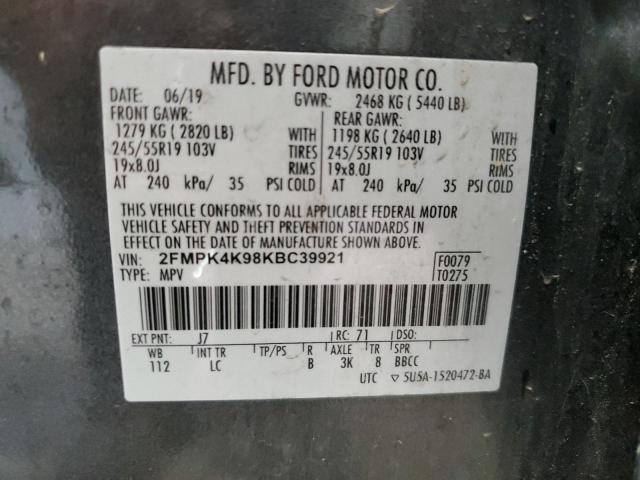 MFD. BY FORD MOTOR CO.
DATE: 06/19 GVWR: 2468 KG ( 5440 LB)
FRONT GAWR: REAR GAWR:
1279 KG ( 2820 LB) WITH 1198 KG ( 2640 LB) WITH
245/55R19 103V TIRES 245/55R19 103V TIRES
19x8.0J RIMS 19x8.0J RIMS
AT 240 kPa/ 35 PSI COLD AT 240 kPa/ 35 PSI COLD
THIS VEHICLE CONFORMS TO ALL APPLICABLE FEDERAL MOTOR
VEHICLE SAFETY AND THEFT PREVENTION STANDARDS IN
EFFECT ON THE DATE OF MANUFACTURE SHOWN ABOVE.
VIN: 2FMPK4K98KBC39921 F0079
TYPE: MPV T0275
EXT PNT: J7 RC: 71 DSO:
WB INT TR TP/PS R AXLE TR SPR
112 LC B 3K 8 BBCC
UTC ▽ 5U5A-1520472-BA